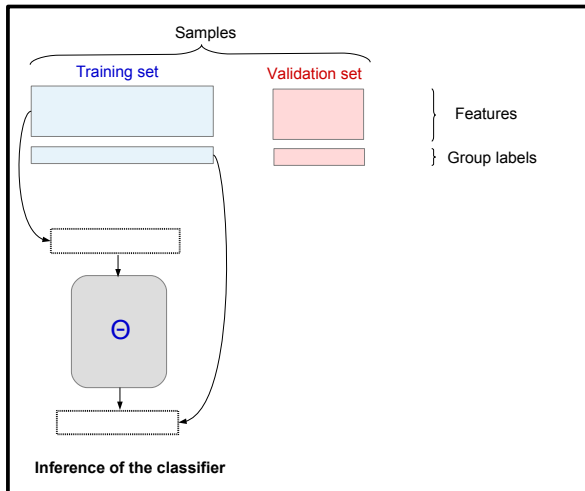 Samples
Training set
Validation set
Features
Group labels
Θ
Inference of the classifier